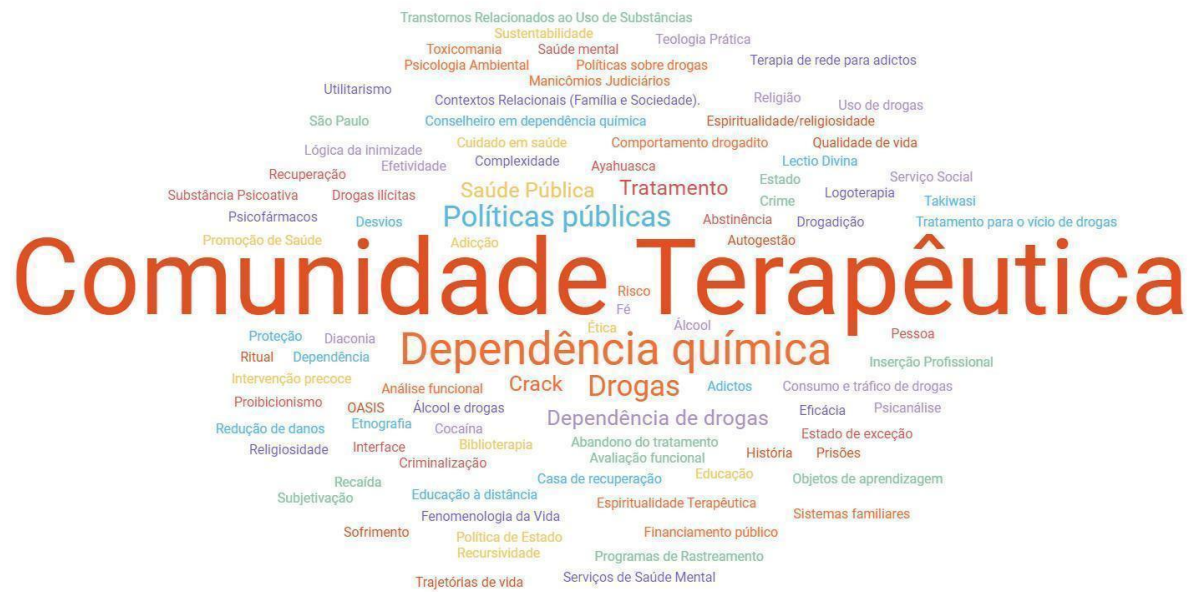 Transtornos Relacionados ao Uso de Substâncias
Sustentabilidade
Teologia Prática
Toxicomania Saúde mental
Psicologia Ambiental Políticas sobre drogas Terapia de rede para adictos
Manicômios Judiciários
Utilitarismo
Contextos Relacionais (Família e Sociedade). Religião Uso de drogas
São Paulo Conselheiro em dependência química Espiritualidade/religiosidade
Lógica da inimizade Cuidado em saúde Comportamento drogadito Qualidade de vida
Efetividade Complexidade Ayahuasca Lectio Divina
Recuperação Saúde Pública Tratamento Estado Serviço Social
Substância Psicoativa Drogas Ilícitas Crime Logoterapia Takiwasi
Psicofármacos Desvios Políticas públicas Abstinência Drogadição Tratamento para o vício de drogas
Promoção de Saúde Adicção Autogestão
Comunidade Terapêutica
Risco
Fé
Ética Álcool
Proteção Diaconia Dependência química Pessoa
Ritual Dependência Inserção Profissional
Intervenção precoce Análise funcional Crack Drogas Adictos Consumo e tráfico de drogas
Proibicionismo OASIS Álcool e drogas Dependência de drogas Eficácia Psicanálise
Redução de danos Etnografia Cocaína Estado de exceção
Religiosidade Interface Biblioterapia Abandono do tratamento História Prisões
Criminalização Avaliação funcional
Recaída Casa de recuperação Educação Objetos de aprendizagem
Subjetivação Educação à distância Espiritualidade Terapêutica
Fenomenologia da Vida Sistemas familiares
Sofrimento Política de Estado Financiamento público
Recursividade Programas de Rastreamento
Trajetórias de vida Serviços de Saúde Mental